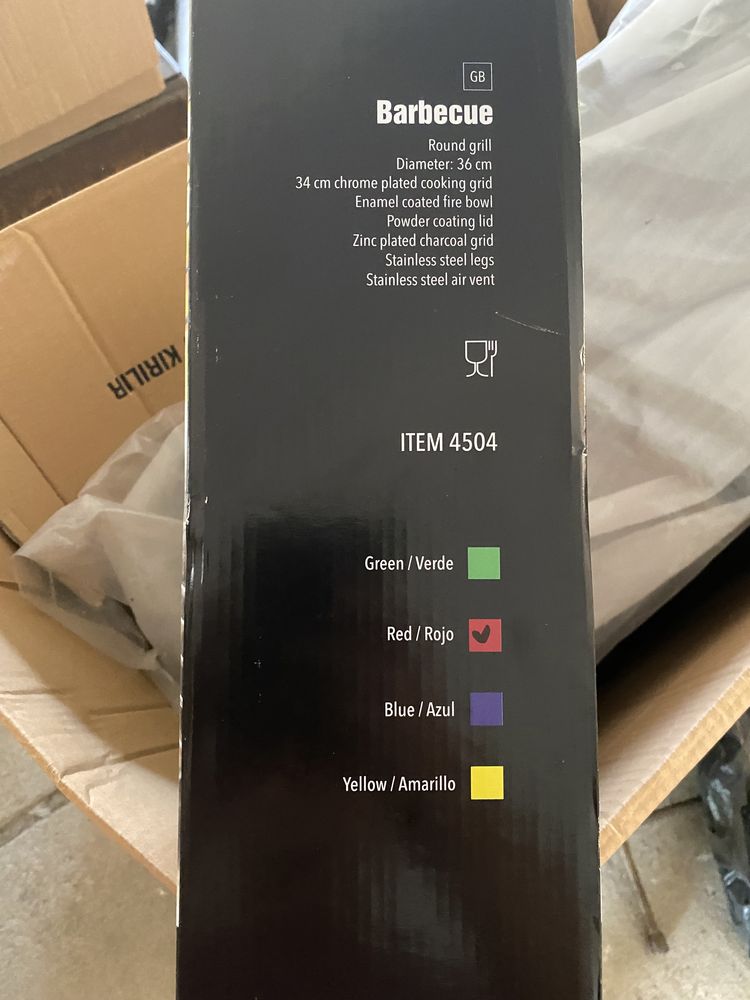 GB
Barbecue
Round grill
Diameter: 36 cm
34 cm chrome plated cooking grid
Enamel coated fire bowl
Powder coating lid
Zinc plated charcoal grid
Stainless steel legs
Stainless steel air vent
KIRILIR
ITEM 4504
Green / Verde
Red / Rojo
Blue / Azul
Yellow / Amarillo